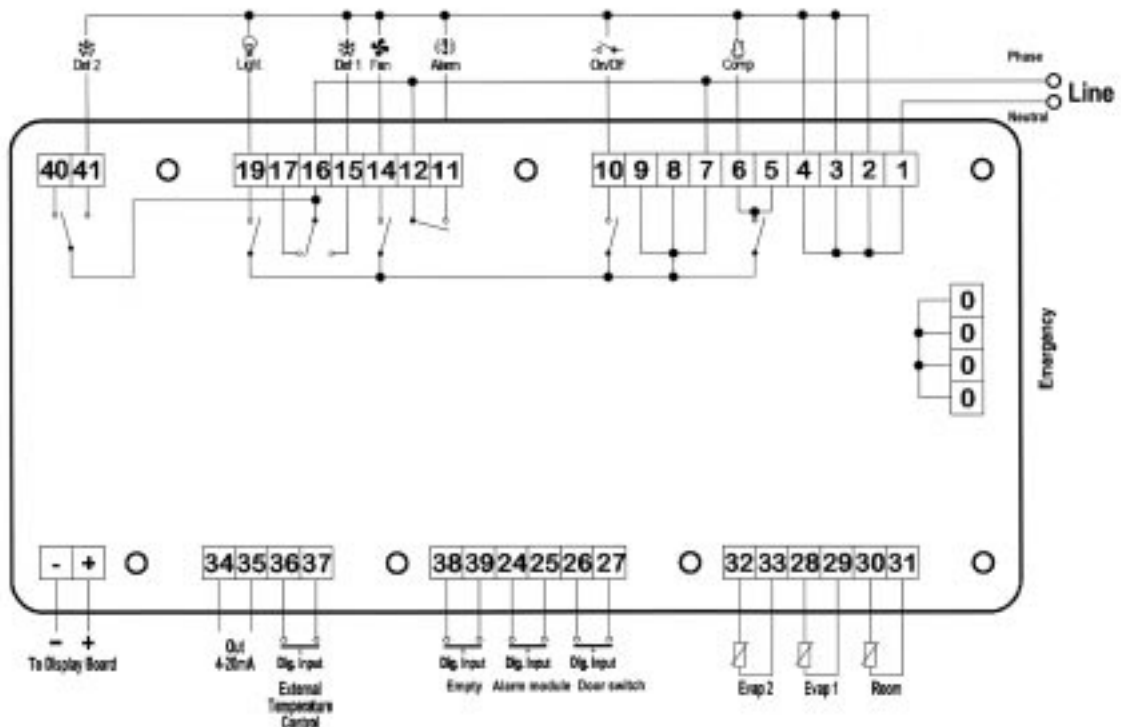 Def 2
Light
Def 1
Fan
Alarm
On/Off
Comp
Phase
Line
Neutral
40 41
19 17 16 15 14 12 11
10 9 8 7 6 5 4 3 2 1
0
0
0
0
Emergency
- +
34 35 36 37
38 39 24 25 26 27
32 33 28 29 30 31
- +
To Display Board
Out
4-20mA
Dig. Input
External
Temperature
Control
Dig. Input
Empty
Dig. Input
Alarm module
Dig. Input
Door switch
Evap 2
Evap 1
Room